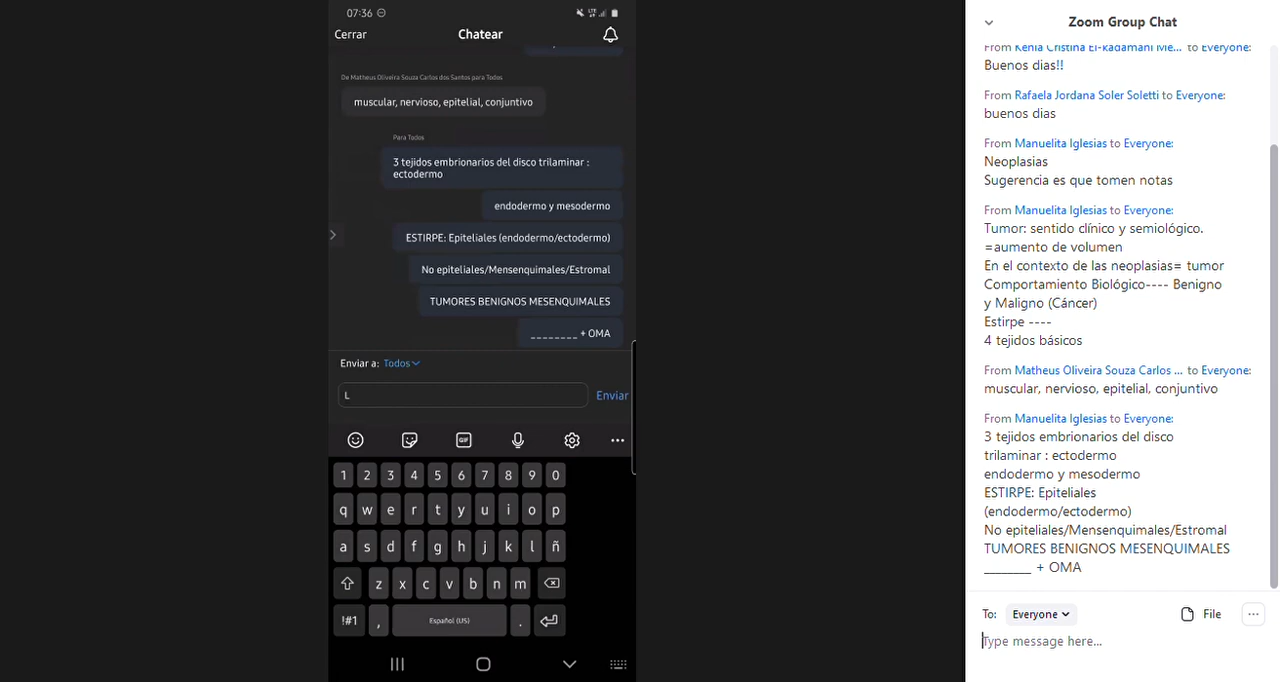 07:36
LTE
Cerrar
Chatear
De Matheus Oliveira Souza Carlos dos Santos para Todos
muscular, nervioso, epitelial, conjuntivo
Para Todos
3 tejidos embrionarios del disco trilaminar :
ectodermo
endodermo y mesodermo
ESTIRPE: Epiteliales (endodermo/ectodermo)
No epiteliales/Mensenquimales/Estromal
TUMORES BENIGNOS MESENQUIMALES
________ + OMA
Enviar a: Todos
L
Enviar
GIF
1 2 3 4 5 6 7 8 9 0
q w e r t y u i o p
a s d f g h j k l ñ
z x c v b n m
!#1 , Español (US) .
Zoom Group Chat
From Kenia Cristina El-kadamani Me... to Everyone:
Buenos dias!!
From Rafaela Jordana Soler Soletti to Everyone:
buenos dias
From Manuelita Iglesias to Everyone:
Neoplasias
Sugerencia es que tomen notas
From Manuelita Iglesias to Everyone:
Tumor: sentido clínico y semiológico.
=aumento de volumen
En el contexto de las neoplasias= tumor
Comportamiento Biológico---- Benigno
y Maligno (Cáncer)
Estirpe ----
4 tejidos básicos
From Matheus Oliveira Souza Carlos ... to Everyone:
muscular, nervioso, epitelial, conjuntivo
From Manuelita Iglesias to Everyone:
3 tejidos embrionarios del disco
trilaminar : ectodermo
endodermo y mesodermo
ESTIRPE: Epiteliales
(endodermo/ectodermo)
No epiteliales/Mensenquimales/Estromal
TUMORES BENIGNOS MESENQUIMALES
________ + OMA
To: Everyone
File
Type message here...